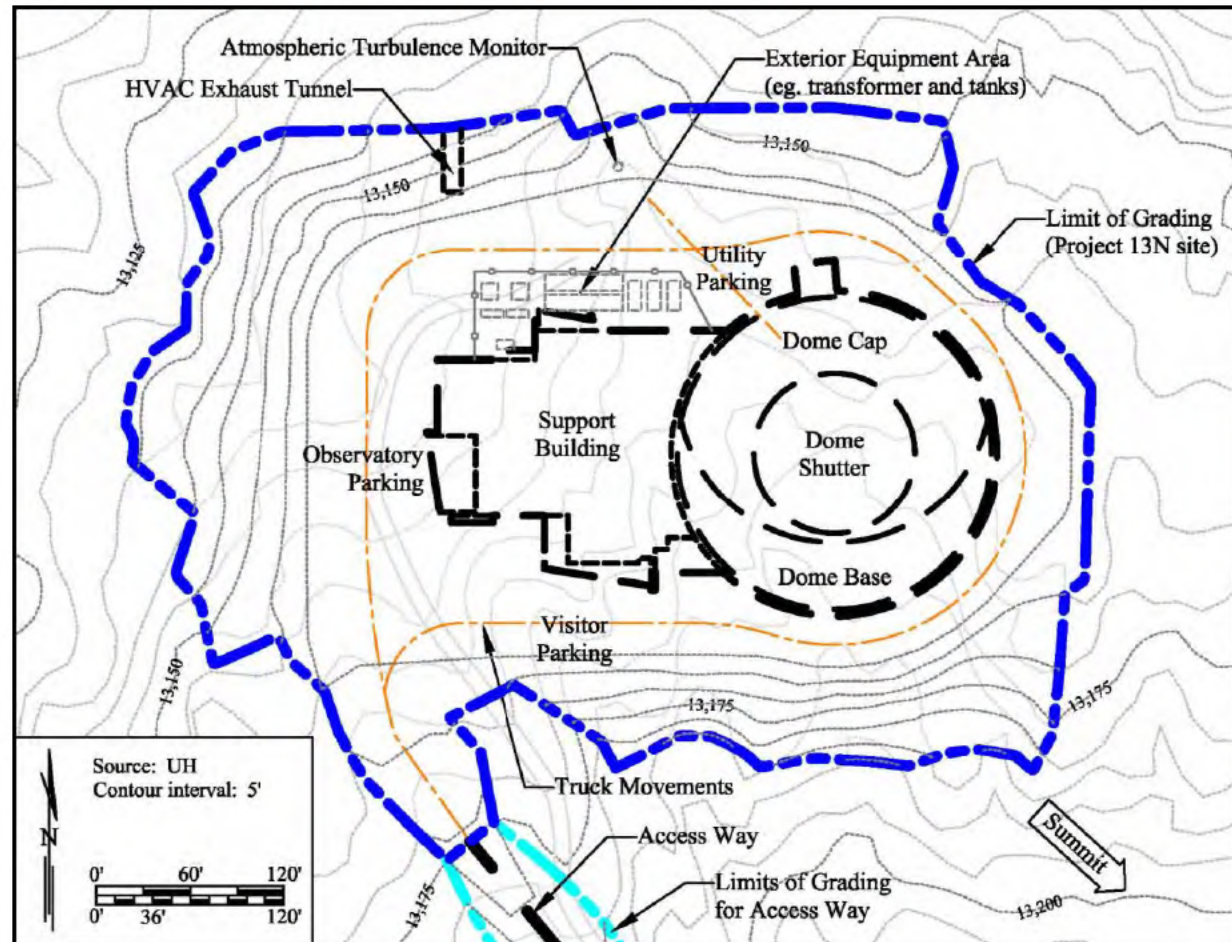 Atmospheric Turbulence Monitor
HVAC Exhaust Tunnel
Exterior Equipment Area
(eg. transformer and tanks)
13,150
13,150
13,125
Limit of Grading
(Project 13N site)
Utility
Parking
Dome Cap
Support
Building
Dome
Shutter
Observatory
Parking
Dome Base
Visitor
Parking
13,150
13,175
13,175
Truck Movements
Access Way
Limits of Grading
for Access Way
13,175
Summit
13,200
Source: UH
Contour interval: 5'
N
0' 60' 120'
0' 36' 120'